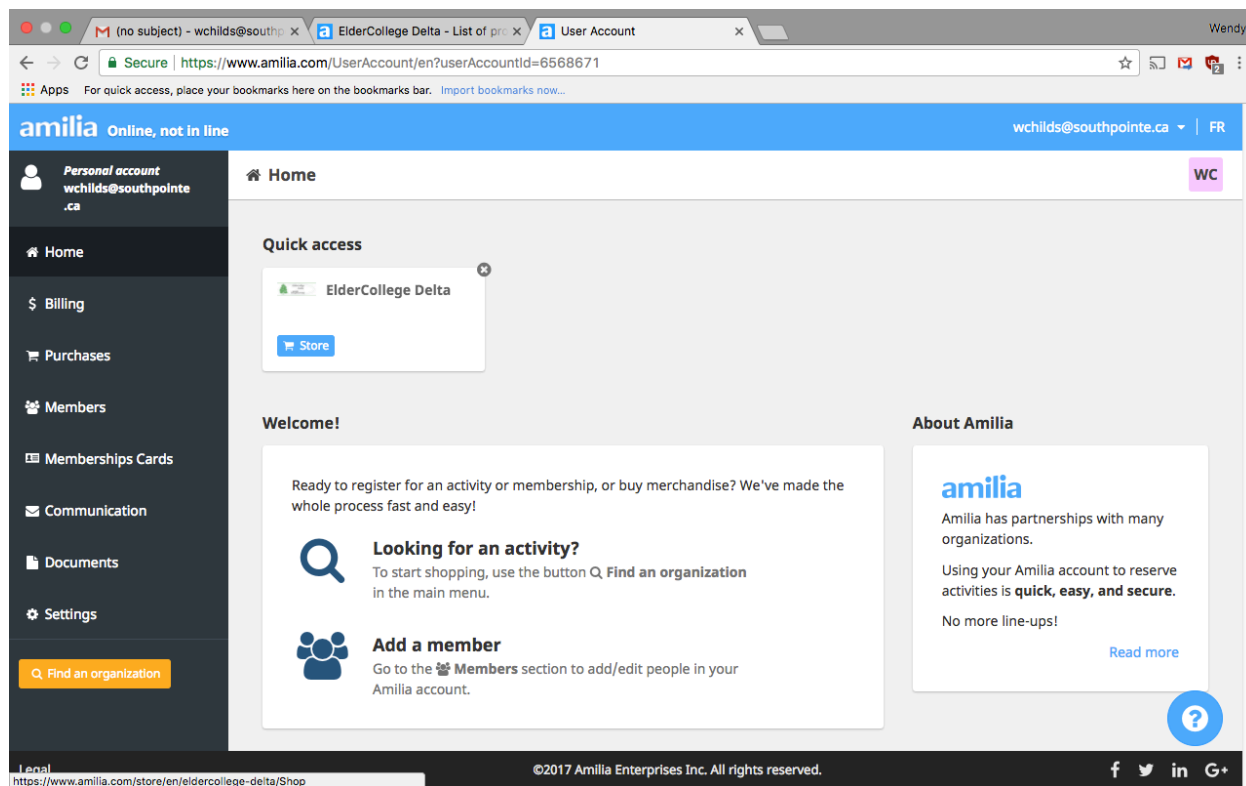 (no subject) - wchilds@southp
ElderCollege Delta - List of pro
User Account
Wendy
Secure https://www.amilia.com/UserAccount/en?userAccountId=6568671
2
Apps For quick access, place your bookmarks here on the bookmarks bar. Import bookmarks now...
amilia Online, not in line
wchilds@southpointe.ca
FR
Personal account
wchilds@southpointe
.ca
Home
WC
Home
Billing
Purchases
Members
Memberships Cards
Communication
Documents
Settings
Find an organization
Quick access
ElderCollege Delta
Store
Welcome!
Ready to register for an activity or membership, or buy merchandise? We've made the
whole process fast and easy!
Looking for an activity?
To start shopping, use the button Find an organization
in the main menu.
Add a member
Go to the Members section to add/edit people in your
Amilia account.
About Amilia
amilia
Amilia has partnerships with many
organizations.
Using your Amilia account to reserve
activities is quick, easy, and secure.
No more line-ups!
Read more
?
Legal
©2017 Amilia Enterprises Inc. All rights reserved.
f in G+
https://www.amilia.com/store/en/eldercollege-delta/Shop